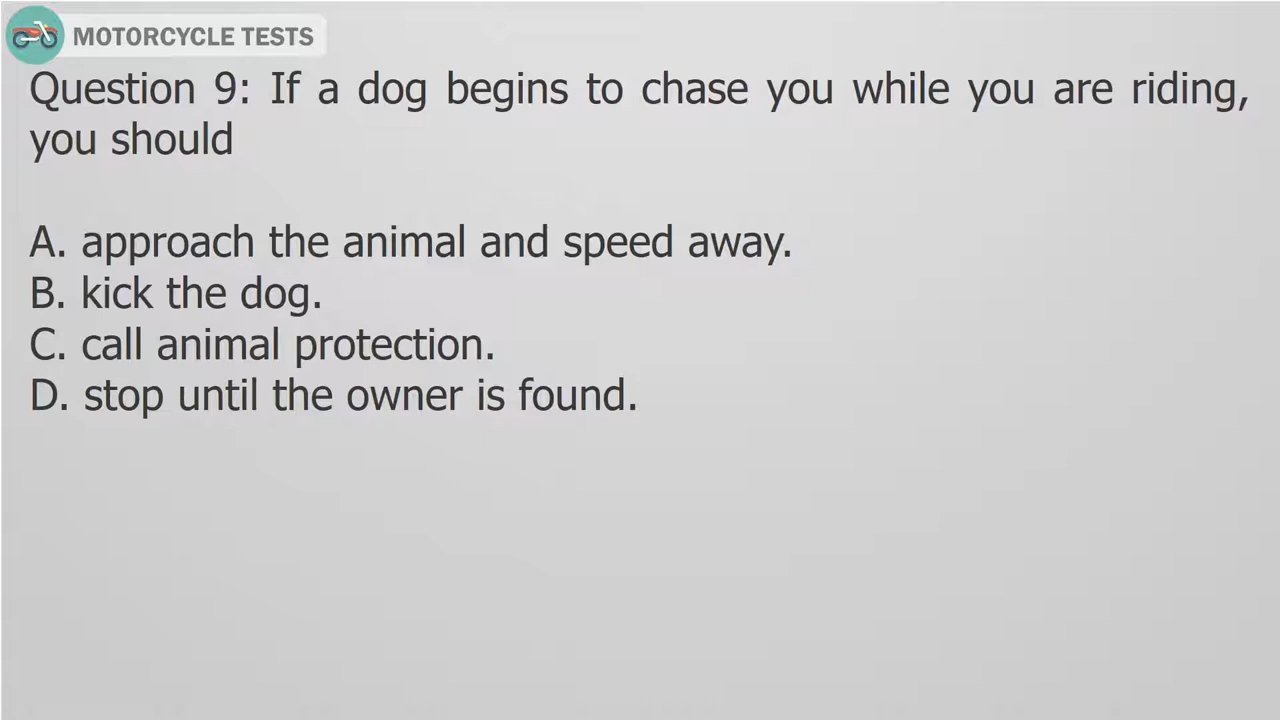 MOTORCYCLE TESTS
Question 9: If a dog begins to chase you while you are riding,
you should
A. approach the animal and speed away.
B. kick the dog.
C. call animal protection.
D. stop until the owner is found.